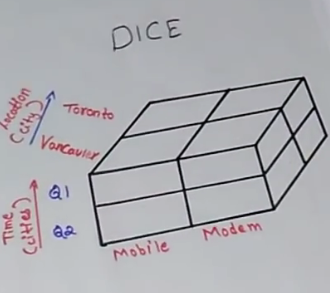 DICE
Location
(city)
Toronto
Vancouver
Time
(cities)
Q1
Q2
Mobile
Modem